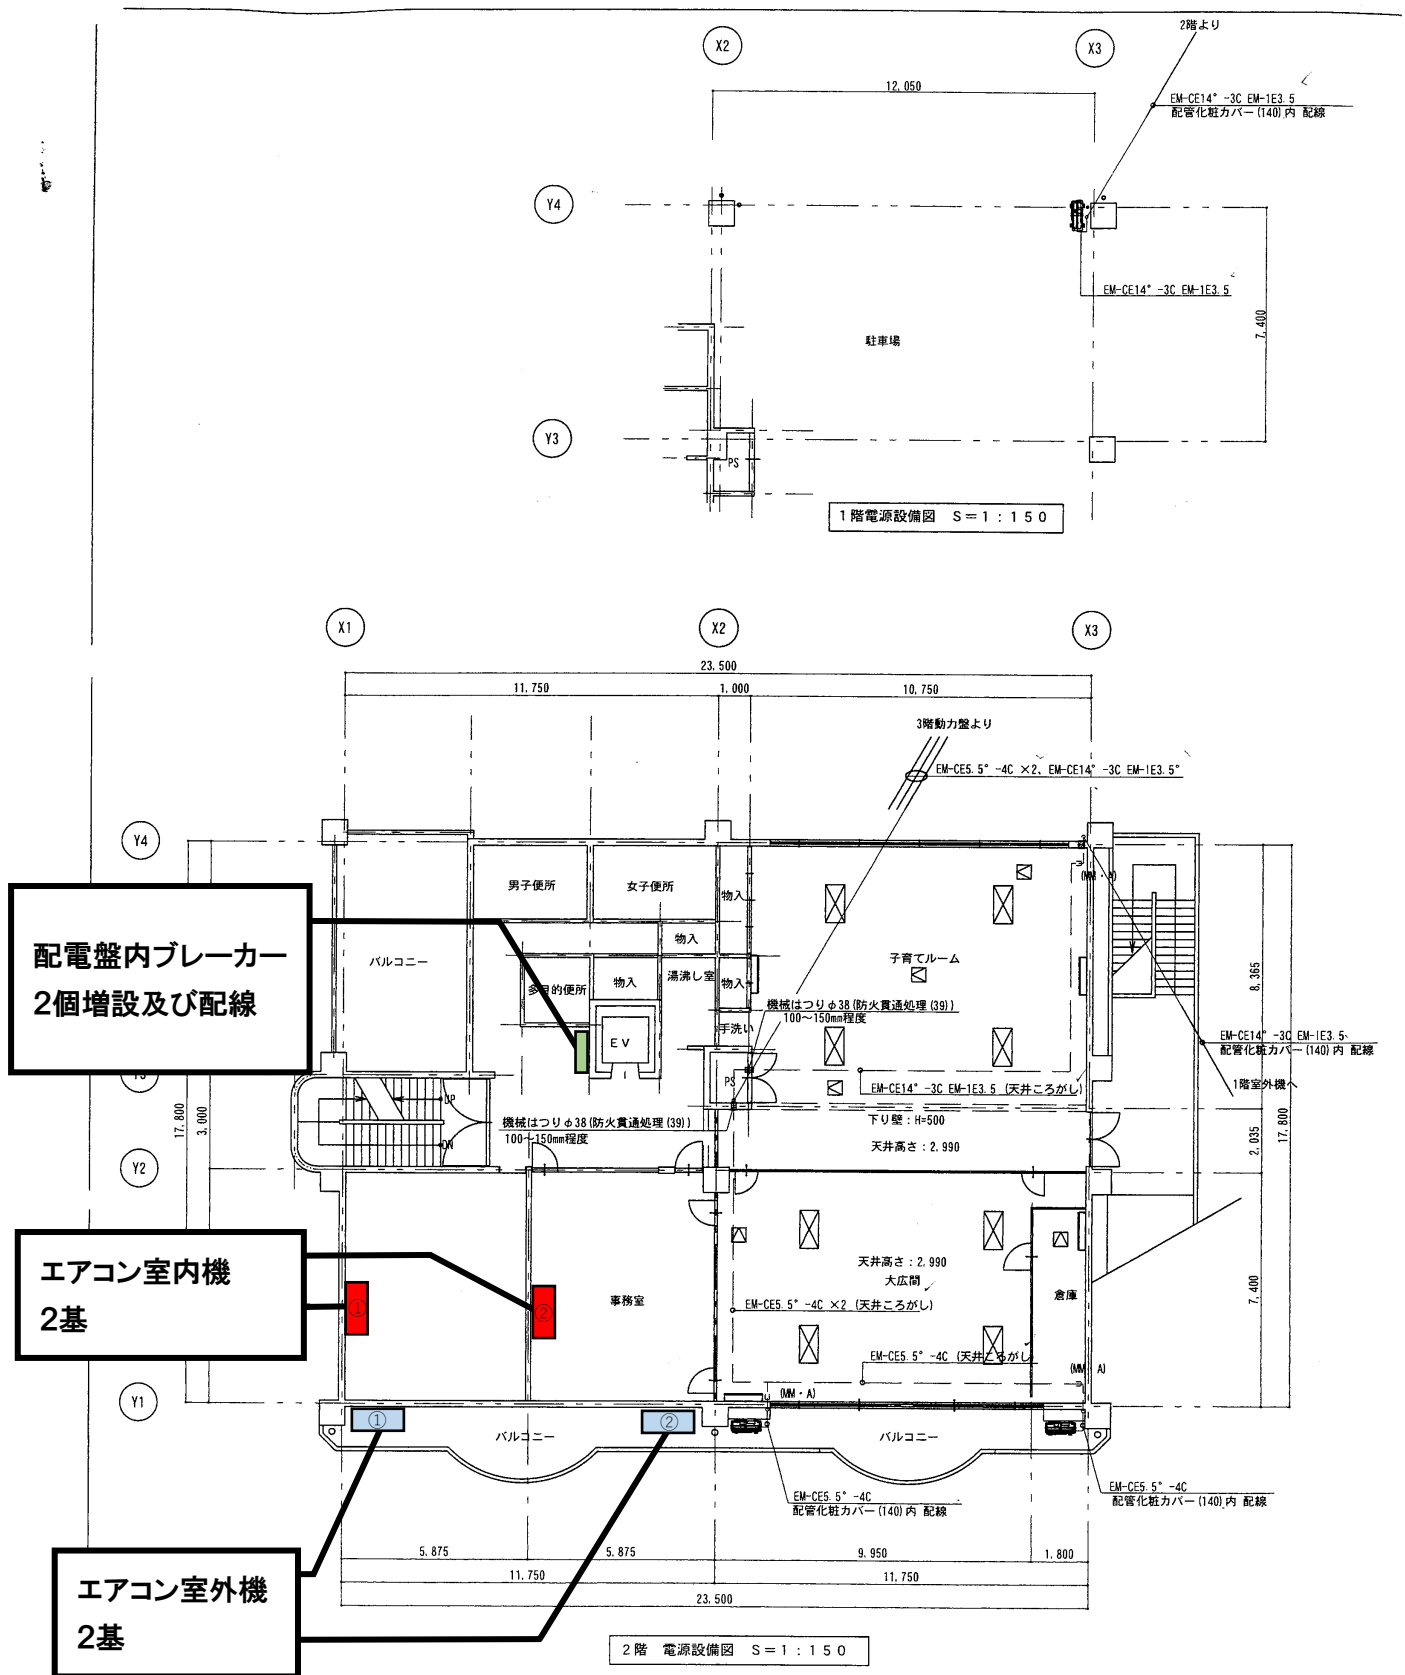 2階より
X2
X3
12,050
EM-CE14°-3C EM-1E3.5
配管化粧カバー(140)内 配線
Y4
EM-CE14°-3C EM-1E3.5
7,400
駐車場
Y3
PS
1階電源設備図 S=1:150
X1
X2
X3
23,500
11,750
1,000
10,750
3階動力盤より
EM-CE5.5°-4C ×2、EM-CE14°-3C EM-IE3.5°
Y4
男子便所
女子便所
物入
配電盤内ブレーカー
2個増設及び配線
バルコニー
物入
子育てルーム
多目的便所
物入
湯沸し室
物入
8,365
機械はつりφ38(防火貫通処理(39))
100～150mm程度
手洗い
EV
(MM・A)
EM-CE14°-3C EM-IE3.5
配管化粧カバー(140)内 配線
PS
EM-CE14°-3C EM-1E3.5 (天井ころがし)
1階室外機へ
UP
17,800
3,000
機械はつりφ38(防火貫通処理(39))
100～150mm程度
下り壁：H=500
DN
天井高さ：2,990
2,035
17,800
Y2
エアコン室内機
2基
天井高さ：2,990
大広間
①
②
事務室
EM-CE5.5°-4C ×2 (天井ころがし)
倉庫
7,400
EM-CE5.5°-4C (天井ころがし)
(MM・A)
(MM・A)
Y1
①
②
バルコニー
バルコニー
EM-CE5.5°-4C
配管化粧カバー(140)内 配線
EM-CE5.5°-4C
配管化粧カバー(140)内 配線
5,875
5,875
9,950
1,800
11,750
11,750
23,500
エアコン室外機
2基
2階 電源設備図 S=1:150